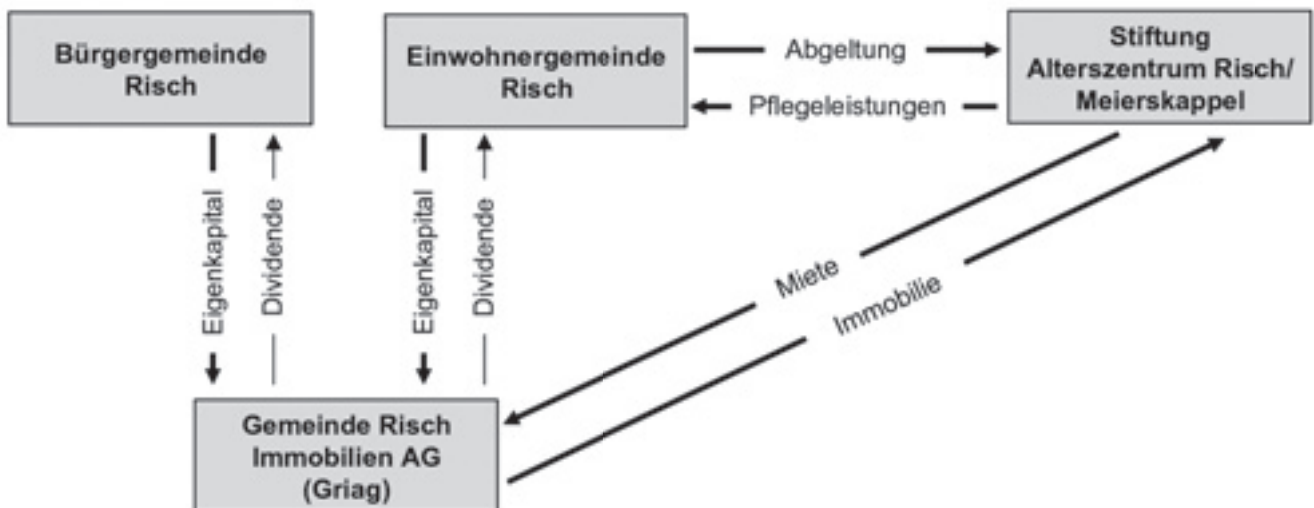 Bürgergemeinde
Risch
Einwohnergemeinde
Risch
Abgeltung
Pflegeleistungen
Stiftung
Alterszentrum Risch/
Meierskappel
Eigenkapital
Dividende
Eigenkapital
Dividende
Miete
Immobilie
Gemeinde Risch
Immobilien AG
(Griag)